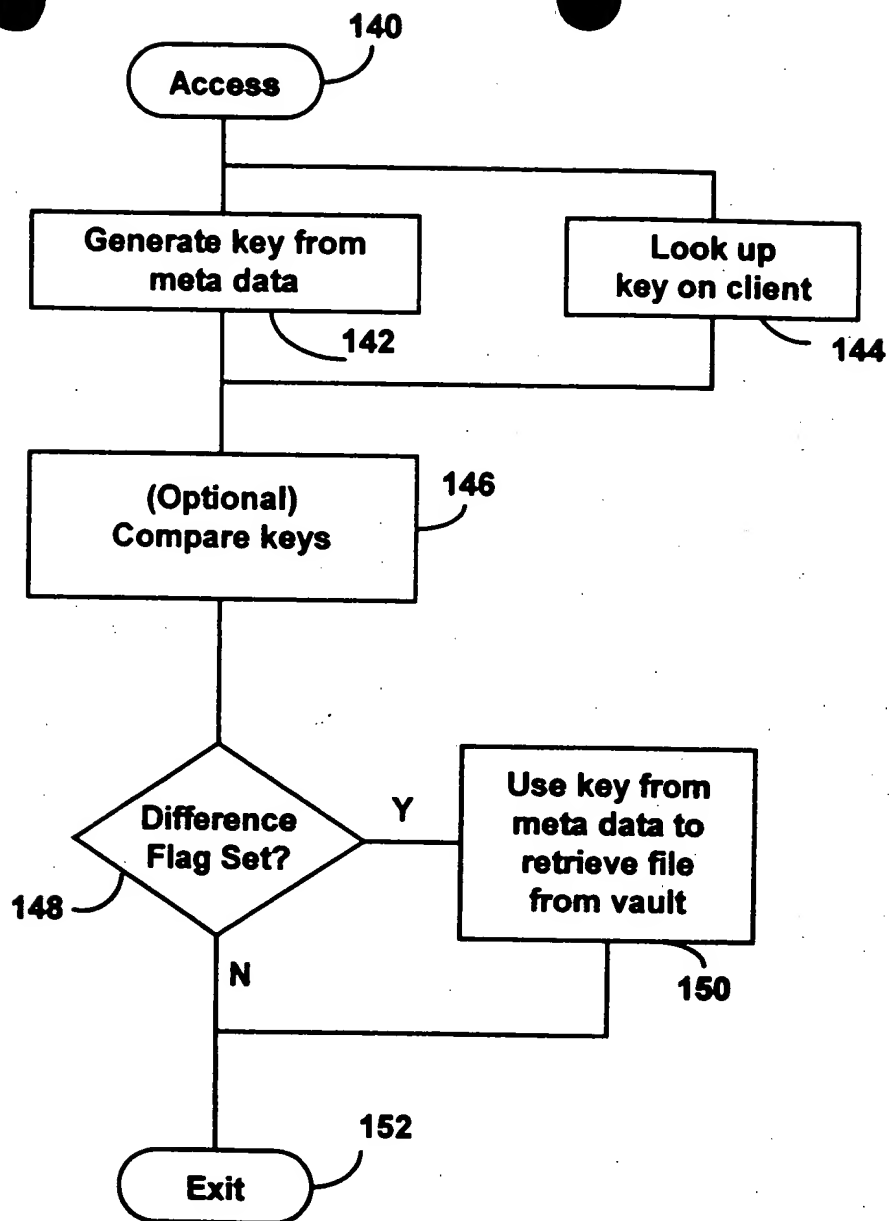 140
Access
Generate key from
meta data
142
Look up
key on client
144
(Optional)
Compare keys
146
Difference
Flag Set?
148
Y
N
Use key from
meta data to
retrieve file
from vault
150
152
Exit